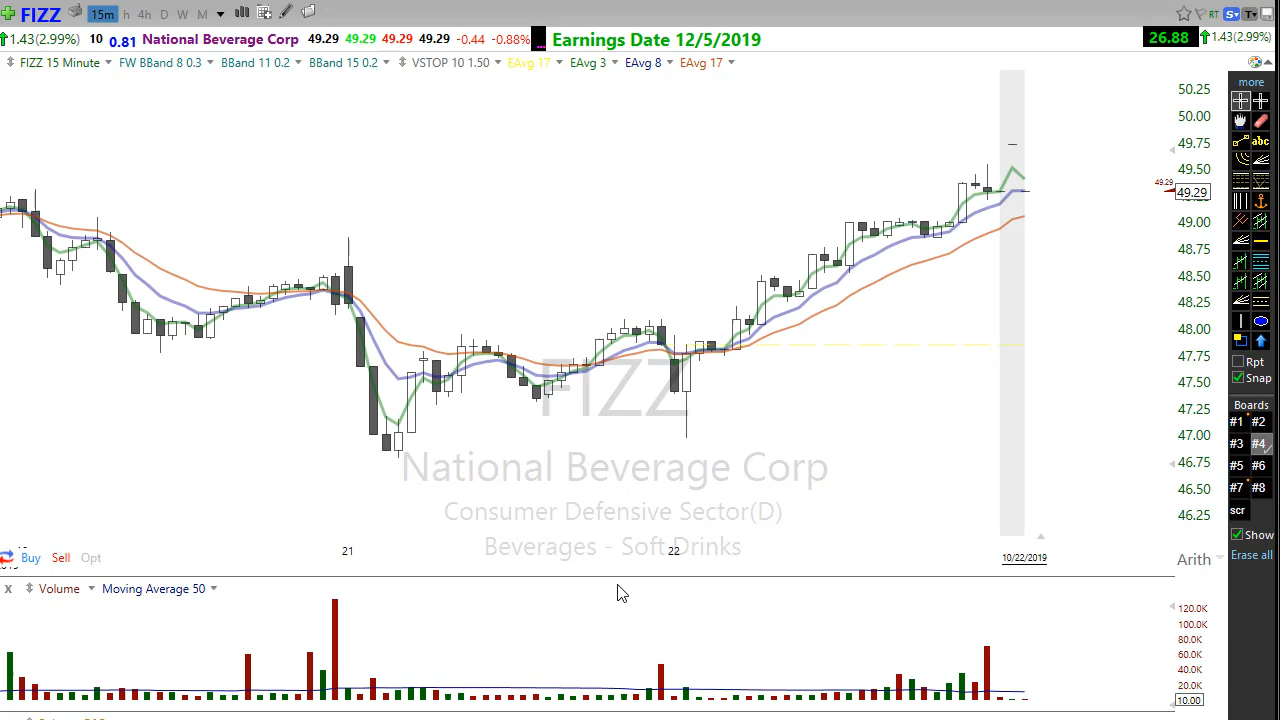 FIZZ 15m h 4h D W M RT S T
1.43(2.99%) 10 0.81 National Beverage Corp 49.29 49.29 49.29 49.29 -0.44 -0.88% ... Earnings Date 12/5/2019 26.88 1.43(2.99%)
FIZZ 15 Minute FW BBand 8 0.3 BBand 11 0.2 BBand 15 0.2 VSTOP 10 1.50 EAvg 17 EAvg 3 EAvg 8 EAvg 17
more
abc
50.25
50.00
49.75
49.50
49.29 49.29
49.00
48.75
48.50
48.25
48.00
47.75
47.50
47.25
47.00
46.75
46.50
46.25
FIZZ
National Beverage Corp
Consumer Defensive Sector(D)
Beverages - Soft Drinks
Rpt
Snap
Boards
#1 #2
#3 #4
#5 #6
#7 #8
scr
Show
Erase all
21 22
Buy Sell Opt 10/22/2019 Arith
X Volume Moving Average 50
120.0K
100.0K
80.0K
60.0K
40.0K
20.0K
10.00